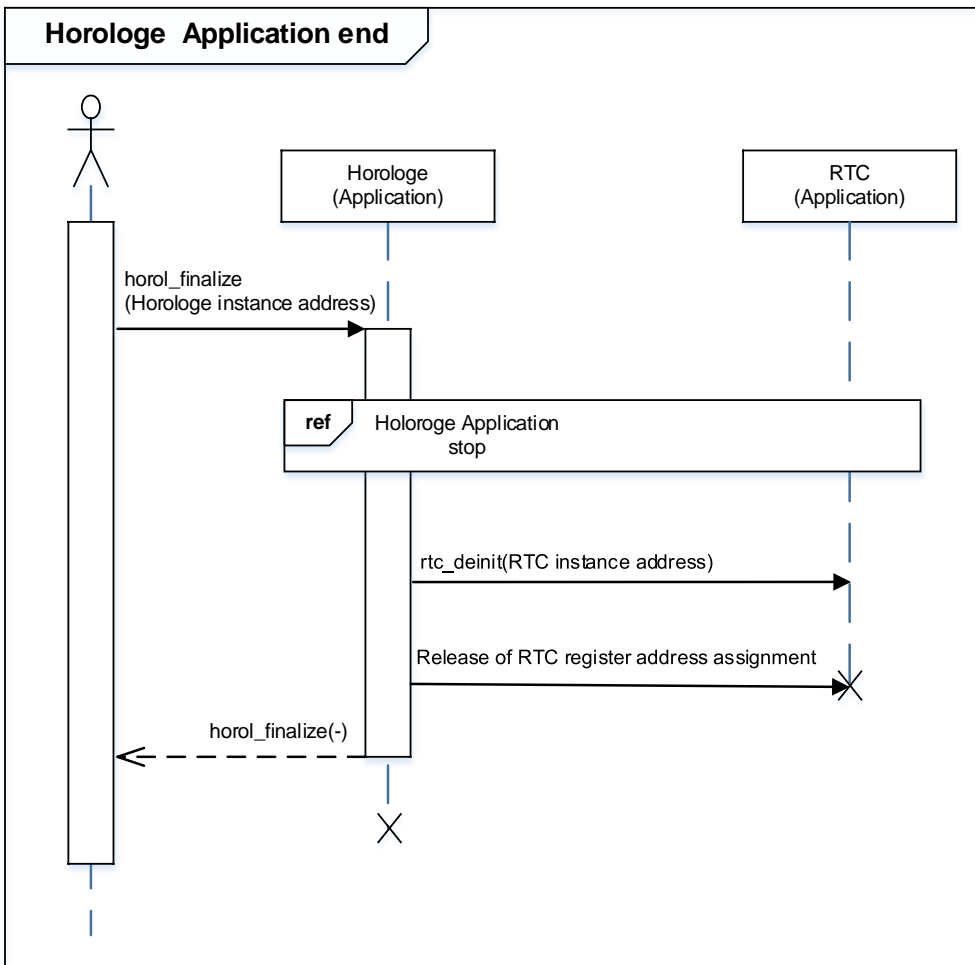 Horologe  Application end
Horologe
(Application)
RTC
(Application)
horol_finalize
(Horologe instance address)
ref
Holoroge Application
stop
rtc_deinit(RTC instance address)
Release of RTC register address assignment
horol_finalize(-)